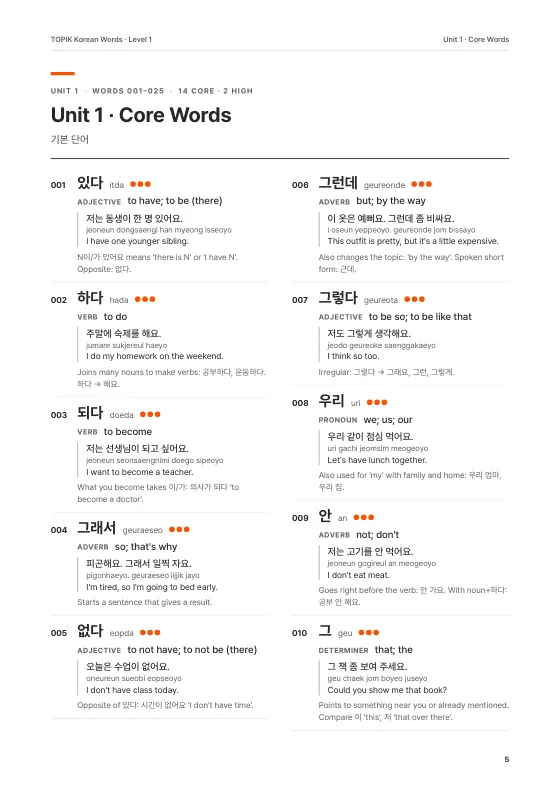 TOPIK Korean Words · Level 1
Unit 1 · Core Words
UNIT 1 · WORDS 001–025 · 14 CORE · 2 HIGH
Unit 1 · Core Words
기본 단어
001 있다 itda
ADJECTIVE to have; to be (there)
저는 동생이 한 명 있어요.
jeoneun dongsaengi han myeong isseoyo
I have one younger sibling.
N이/가 있어요 means 'there is N' or 'I have N'.
Opposite: 없다.
002 하다 hada
VERB to do
주말에 숙제를 해요.
jumare sukjereul haeyo
I do my homework on the weekend.
Joins many nouns to make verbs: 공부하다, 운동하다.
하다 → 해요.
003 되다 doeda
VERB to become
저는 선생님이 되고 싶어요.
jeoneun seonsaengnimi doego sipeoyo
I want to become a teacher.
What you become takes 이/가: 의사가 되다 'to
become a doctor'.
004 그래서 geuraeseo
ADVERB so; that's why
피곤해요. 그래서 일찍 자요.
pigonhaeyo. geuraeseo iljjik jayo
I'm tired, so I'm going to bed early.
Starts a sentence that gives a result.
005 없다 eopda
ADJECTIVE to not have; to not be (there)
오늘은 수업이 없어요.
oneureun sueobi eopseoyo
I don't have class today.
Opposite of 있다: 시간이 없어요 'I don't have time'.
006 그런데 geureonde
ADVERB but; by the way
이 옷은 예뻐요. 그런데 좀 비싸요.
i oseun yeppeoyo. geureonde jom bissayo
This outfit is pretty, but it's a little expensive.
Also changes the topic: 'by the way'. Spoken short
form: 근데.
007 그렇다 geureota
ADJECTIVE to be so; to be like that
저도 그렇게 생각해요.
jeodo geureoke saenggakaeyo
I think so too.
Irregular: 그렇다 → 그래요, 그런, 그렇게.
008 우리 uri
PRONOUN we; us; our
우리 같이 점심 먹어요.
uri gachi jeomsim meogeoyo
Let's have lunch together.
Also used for 'my' with family and home: 우리 엄마,
우리 집.
009 안 an
ADVERB not; don't
저는 고기를 안 먹어요.
jeoneun gogireul an meogeoyo
I don't eat meat.
Goes right before the verb: 안 가요. With noun+하다:
공부 안 해요.
010 그 geu
DETERMINER that; the
그 책 좀 보여 주세요.
geu chaek jom boyeo juseyo
Could you show me that book?
Points to something near you or already mentioned.
Compare 이 'this', 저 'that over there'.
5